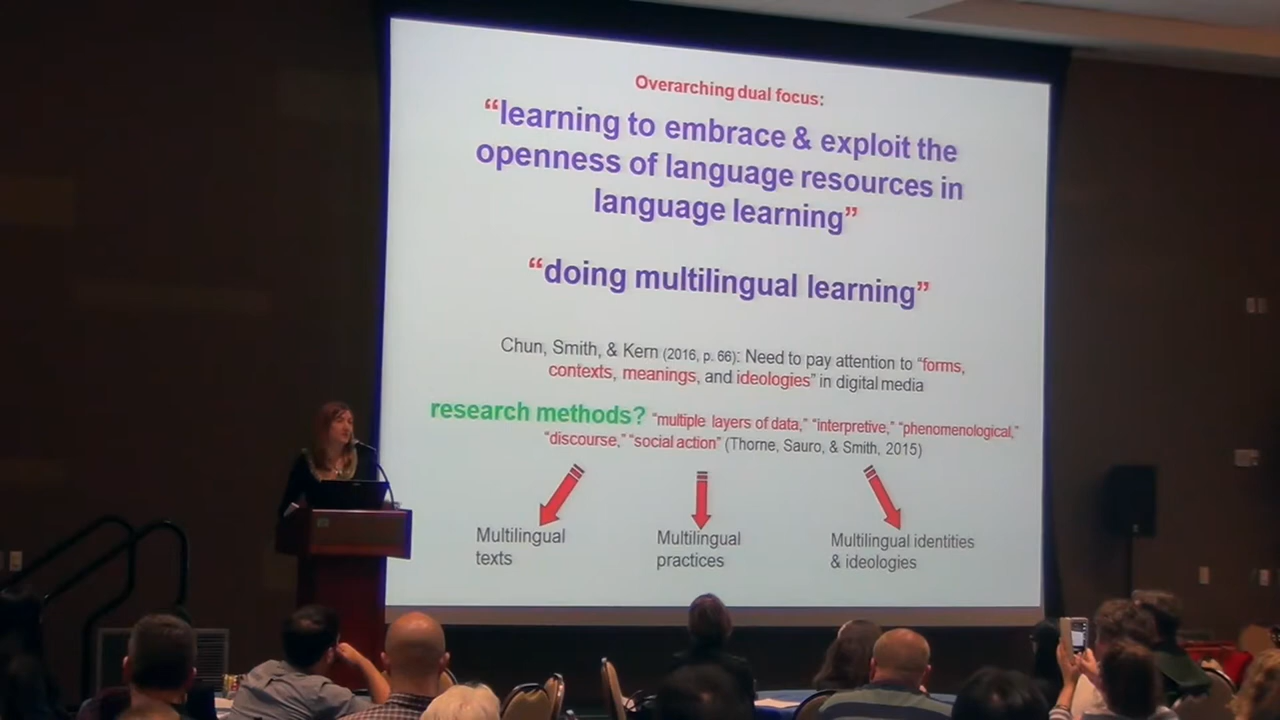 Overarching dual focus:
“learning to embrace & exploit the
openness of language resources in
language learning”
“doing multilingual learning”
Chun, Smith, & Kern (2016, p. 66): Need to pay attention to “forms,
contexts, meanings, and ideologies” in digital media
research methods? “multiple layers of data,” “interpretive,” “phenomenological,”
“discourse,” “social action” (Thorne, Sauro, & Smith, 2015)
Multilingual
texts
Multilingual
practices
Multilingual identities
& ideologies